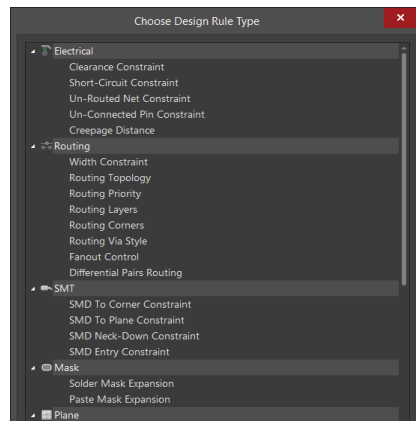 Choose Design Rule Type
Electrical
Clearance Constraint
Short-Circuit Constraint
Un-Routed Net Constraint
Un-Connected Pin Constraint
Creepage Distance
Routing
Width Constraint
Routing Topology
Routing Priority
Routing Layers
Routing Corners
Routing Via Style
Fanout Control
Differential Pairs Routing
SMT
SMD To Corner Constraint
SMD To Plane Constraint
SMD Neck-Down Constraint
SMD Entry Constraint
Mask
Solder Mask Expansion
Paste Mask Expansion
Plane